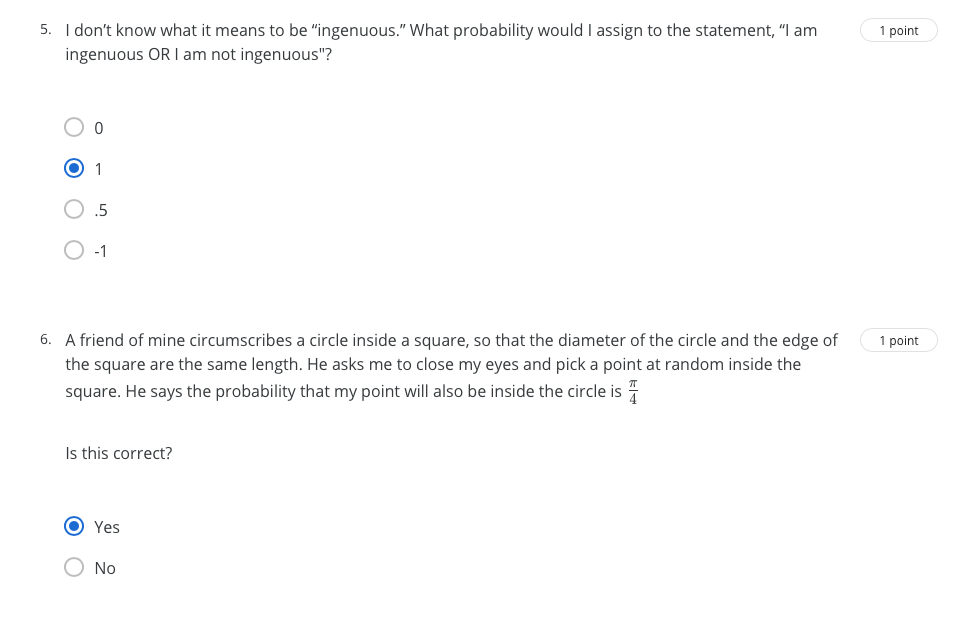 5. I don’t know what it means to be “ingenuous.” What probability would I assign to the statement, “I am
1 point
ingenuous OR I am not ingenuous"?
0
1
.5
-1
6. A friend of mine circumscribes a circle inside a square, so that the diameter of the circle and the edge of
1 point
the square are the same length. He asks me to close my eyes and pick a point at random inside the
square. He says the probability that my point will also be inside the circle is π/4
Is this correct?
Yes
No